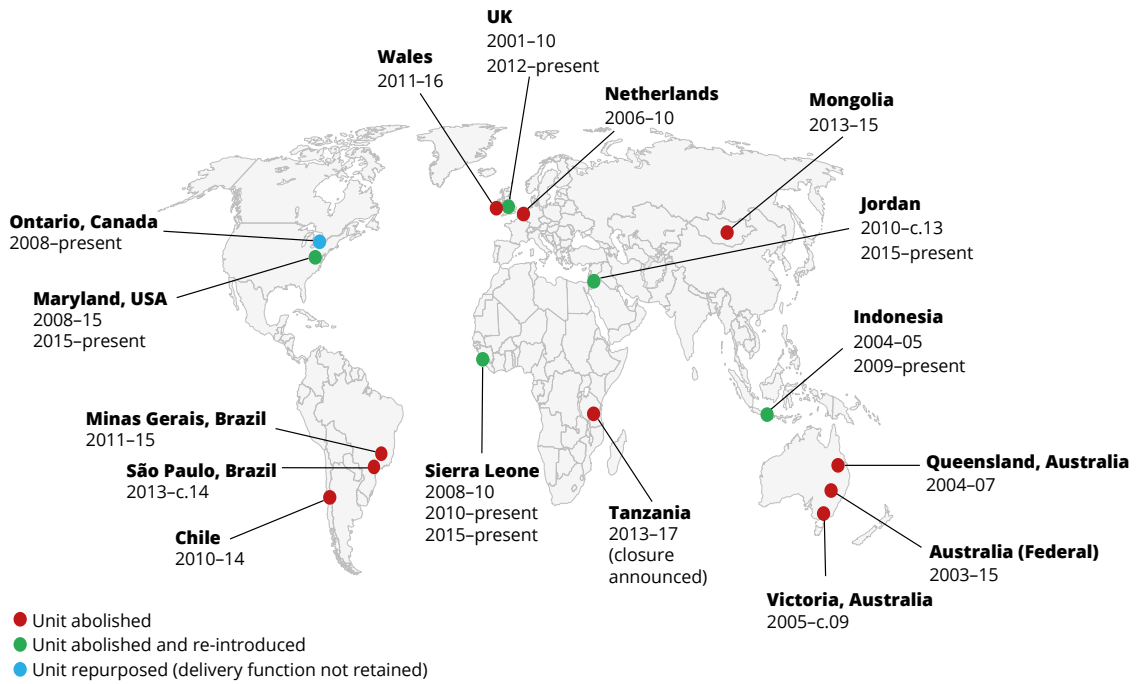 UK
2001–10
2012–present
Wales
2011–16
Netherlands
2006–10
Mongolia
2013–15
Ontario, Canada
2008–present
Jordan
2010–c.13
2015–present
Maryland, USA
2008–15
2015–present
Indonesia
2004–05
2009–present
Minas Gerais, Brazil
2011–15
São Paulo, Brazil
2013–c.14
Chile
2010–14
Sierra Leone
2008–10
2010–present
2015–present
Tanzania
2013–17
(closure
announced)
Queensland, Australia
2004–07
Australia (Federal)
2003–15
Victoria, Australia
2005–c.09
Unit abolished
Unit abolished and re-introduced
Unit repurposed (delivery function not retained)